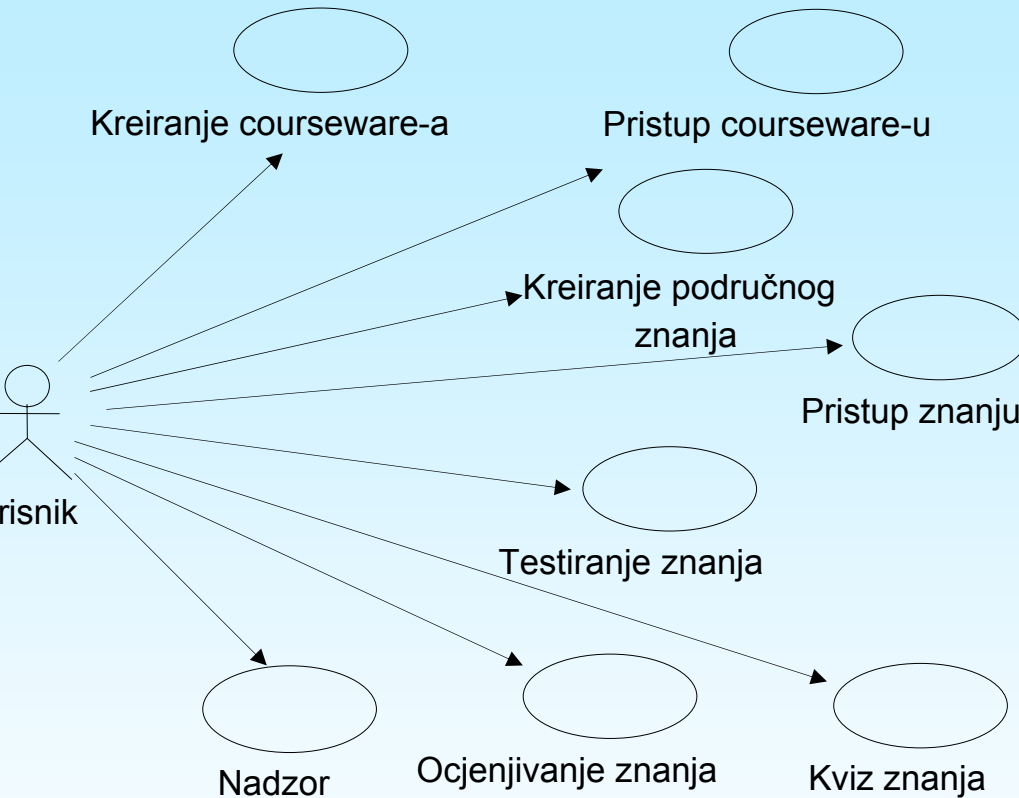 Kreiranje courseware-a
Pristup courseware-u
Kreiranje područnog
znanja
Pristup znanju
risnik
Testiranje znanja
Nadzor
Ocjenjivanje znanja
Kviz znanja